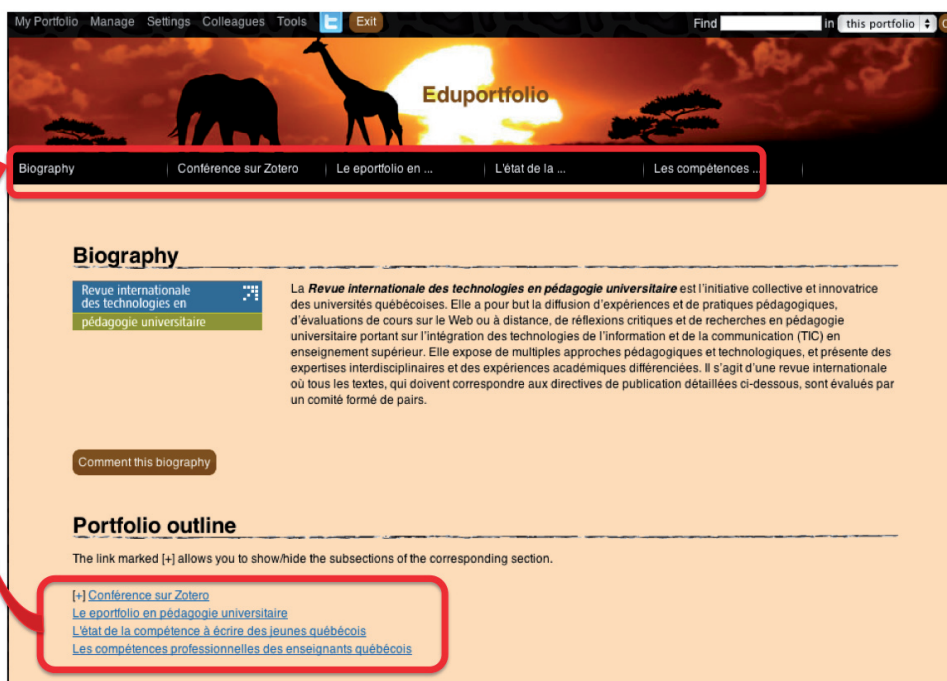 My Portfolio Manage Settings Colleagues Tools Exit Find in this portfolio
Eduportfolio
Biography Conférence sur Zotero Le eportfolio en ... L'état de la ... Les compétences ...
Biography
Revue internationale
des technologies en
pédagogie universitaire
La Revue internationale des technologies en pédagogie universitaire est l'initiative collective et innovatrice
des universités québécoises. Elle a pour but la diffusion d'expériences et de pratiques pédagogiques,
d'évaluations de cours sur le Web ou à distance, de réflexions critiques et de recherches en pédagogie
universitaire portant sur l'intégration des technologies de l'information et de la communication (TIC) en
enseignement supérieur. Elle expose de multiples approches pédagogiques et technologiques, et présente des
expertises interdisciplinaires et des expériences académiques différenciées. Il s'agit d'une revue internationale
où tous les textes, qui doivent correspondre aux directives de publication détaillées ci-dessous, sont évalués par
un comité formé de pairs.
Comment this biography
Portfolio outline
The link marked [+] allows you to show/hide the subsections of the corresponding section.
[+] Conférence sur Zotero
Le eportfolio en pédagogie universitaire
L'état de la compétence à écrire des jeunes québécois
Les compétences professionnelles des enseignants québécois